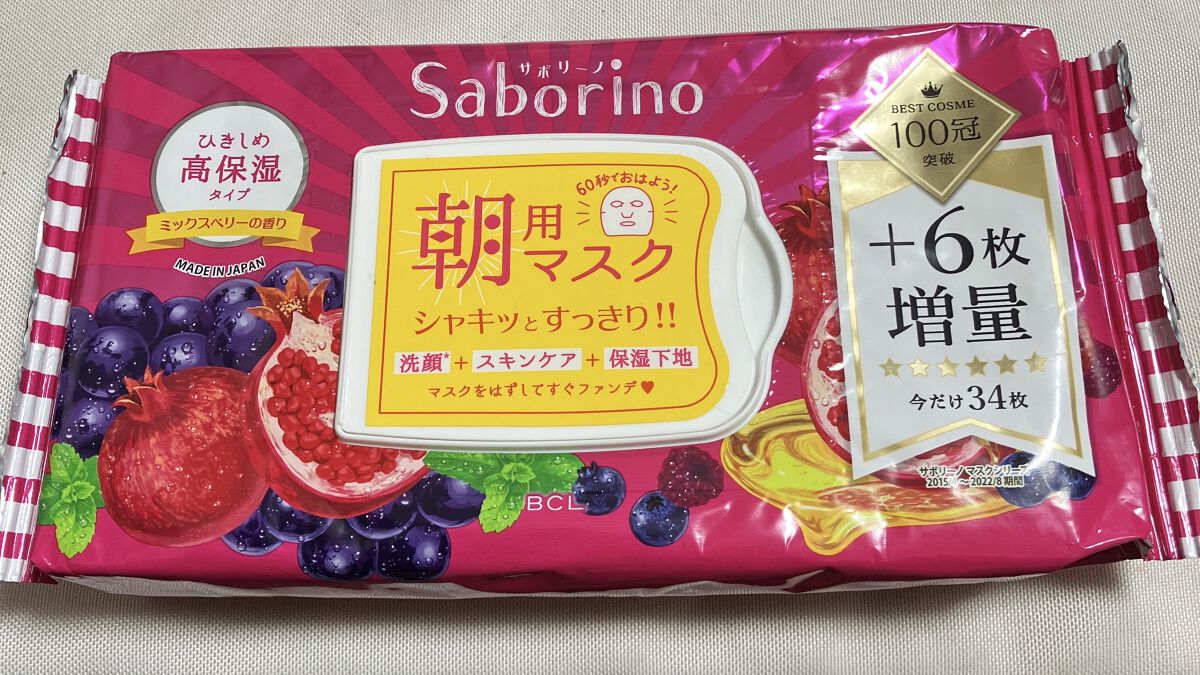 サボリーノ
Saborino
ひきしめ
高保湿
タイプ
ミックスベリーの香り
MADE IN JAPAN
60秒でおはよう!
朝用
マスク
シャキッとすっきり!!
洗顔*+スキンケア+保湿下地
マスクをはずしてすぐファンデ♥
BCL
BEST COSME
100冠
突破
+6枚
増量
今だけ34枚
サボリーノ マスクシリーズ
～2022/8期間